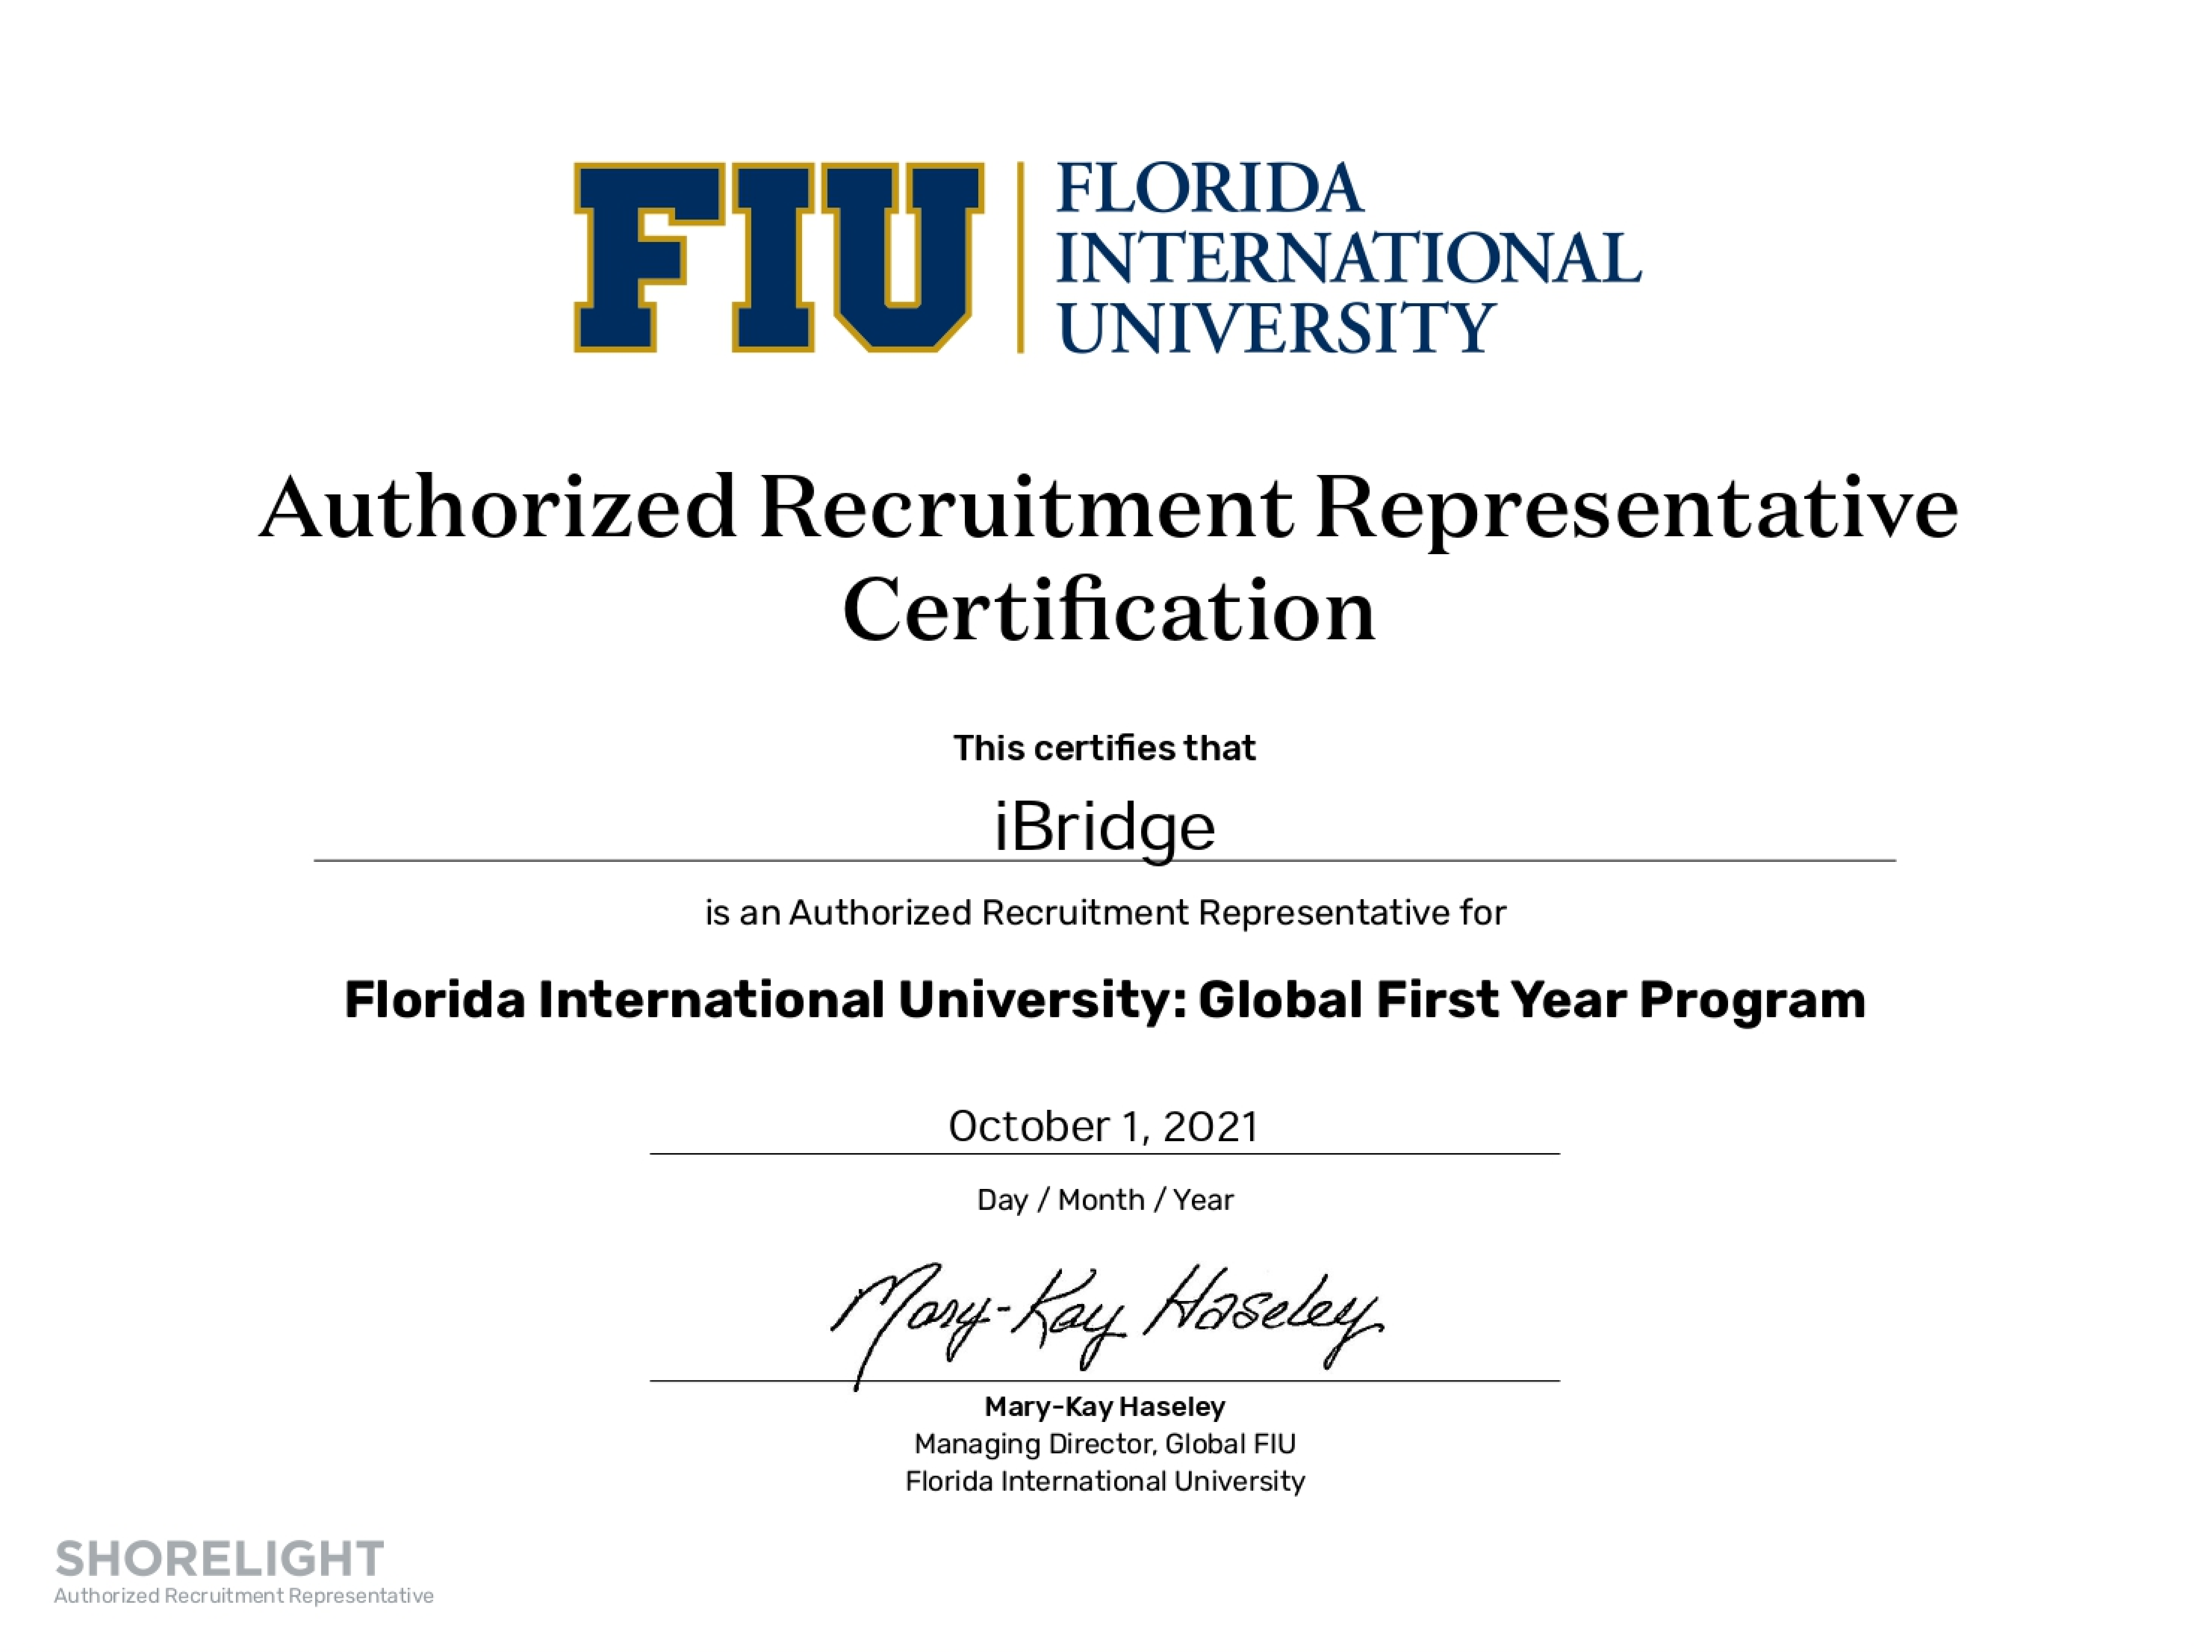 FIU
FLORIDA
INTERNATIONAL
UNIVERSITY
Authorized Recruitment Representative
Certification
This certifies that
iBridge
is an Authorized Recruitment Representative for
Florida International University: Global First Year Program
October 1, 2021
Day / Month / Year
Mary-Kay Haseley
Mary-Kay Haseley
Managing Director, Global FIU
Florida International University
SHORELIGHT
Authorized Recruitment Representative